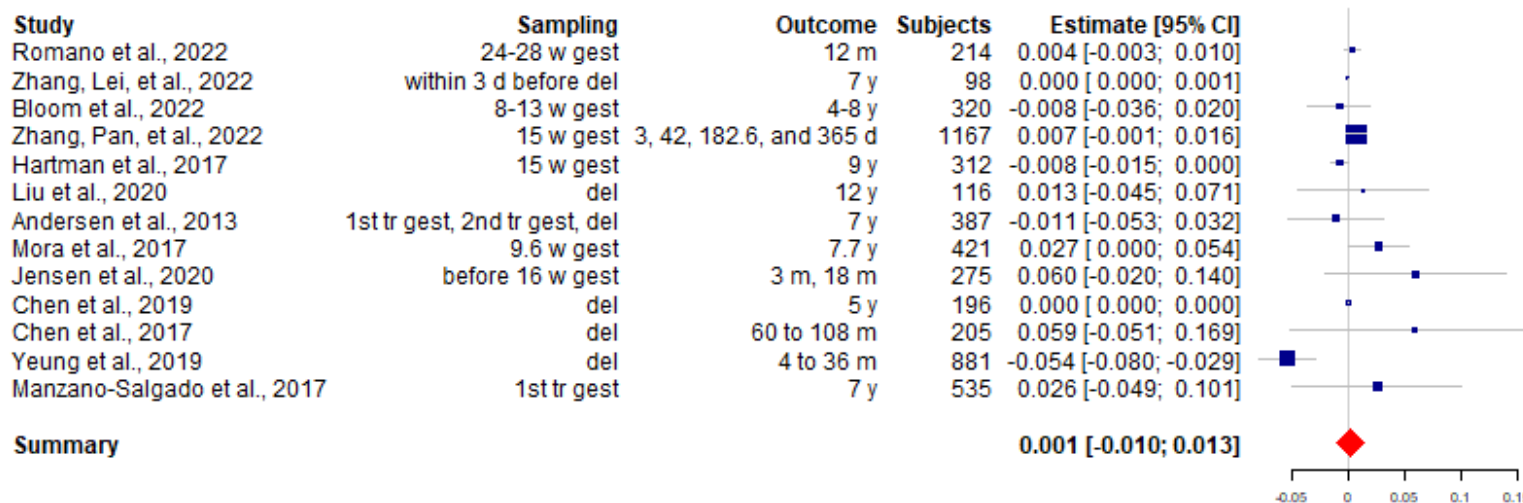 Study Sampling Outcome Subjects Estimate [95% CI]
Romano et al., 2022 24-28 w gest 12 m 214 0.004 [-0.003; 0.010]
Zhang, Lei, et al., 2022 within 3 d before del 7 y 98 0.000 [ 0.000; 0.001]
Bloom et al., 2022 8-13 w gest 4-8 y 320 -0.008 [-0.036; 0.020]
Zhang, Pan, et al., 2022 15 w gest 3, 42, 182.6, and 365 d 1167 0.007 [-0.001; 0.016]
Hartman et al., 2017 15 w gest 9 y 312 -0.008 [-0.015; 0.000]
Liu et al., 2020 del 12 y 116 0.013 [-0.045; 0.071]
Andersen et al., 2013 1st tr gest, 2nd tr gest, del 7 y 387 -0.011 [-0.053; 0.032]
Mora et al., 2017 9.6 w gest 7.7 y 421 0.027 [ 0.000; 0.054]
Jensen et al., 2020 before 16 w gest 3 m, 18 m 275 0.060 [-0.020; 0.140]
Chen et al., 2019 del 5 y 196 0.000 [ 0.000; 0.000]
Chen et al., 2017 del 60 to 108 m 205 0.059 [-0.051; 0.169]
Yeung et al., 2019 del 4 to 36 m 881 -0.054 [-0.080; -0.029]
Manzano-Salgado et al., 2017 1st tr gest 7 y 535 0.026 [-0.049; 0.101]
Summary 0.001 [-0.010; 0.013]
-0.05 0 0.05 0.1 0.1